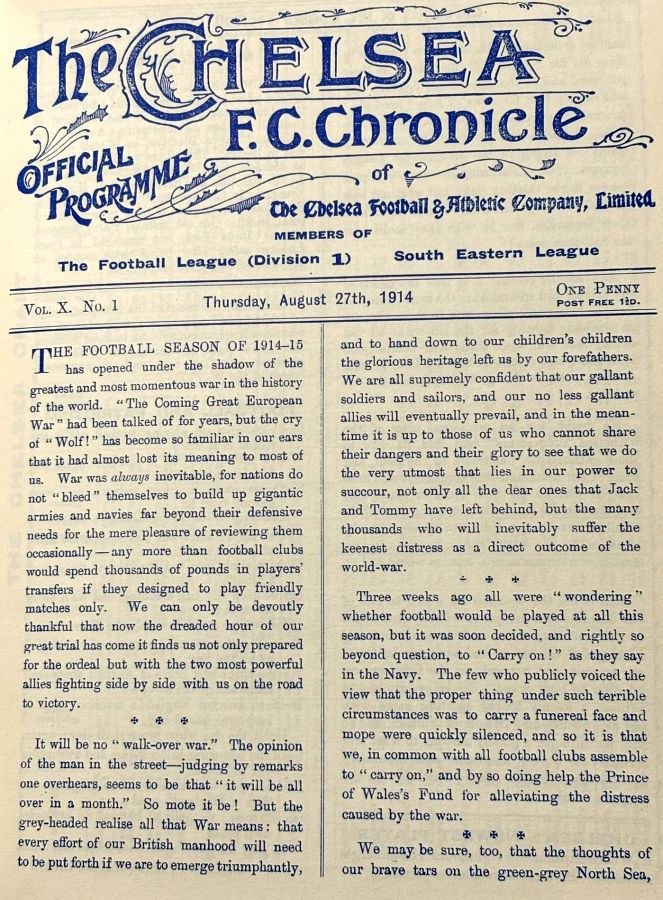 The CHELSEA
F.C. Chronicle
OFFICIAL
PROGRAMME
of
The Chelsea Football & Athletic Company, Limited.
MEMBERS OF
The Football League (Division 1) South Eastern League
VOL. X. No. 1 Thursday, August 27th, 1914 ONE PENNY
POST FREE 1½D.
THE FOOTBALL SEASON OF 1914–15
has opened under the shadow of the
greatest and most momentous war in the history
of the world. "The Coming Great European
War" had been talked of for years, but the cry
of "Wolf!" has become so familiar in our ears
that it had almost lost its meaning to most of
us. War was always inevitable, for nations do
not "bleed" themselves to build up gigantic
armies and navies far beyond their defensive
needs for the mere pleasure of reviewing them
occasionally—any more than football clubs
would spend thousands of pounds in players'
transfers if they designed to play friendly
matches only. We can only be devoutly
thankful that now the dreaded hour of our
great trial has come it finds us not only prepared
for the ordeal but with the two most powerful
allies fighting side by side with us on the road
to victory.
It will be no "walk-over war." The opinion
of the man in the street—judging by remarks
one overhears, seems to be that "it will be all
over in a month." So mote it be! But the
grey-headed realise all that War means: that
every effort of our British manhood will need
to be put forth if we are to emerge triumphantly,
and to hand down to our children's children
the glorious heritage left us by our forefathers.
We are all supremely confident that our gallant
soldiers and sailors, and our no less gallant
allies will eventually prevail, and in the mean-
time it is up to those of us who cannot share
their dangers and their glory to see that we do
the very utmost that lies in our power to
succour, not only all the dear ones that Jack
and Tommy have left behind, but the many
thousands who will inevitably suffer the
keenest distress as a direct outcome of the
world-war.
Three weeks ago all were "wondering"
whether football would be played at all this
season, but it was soon decided, and rightly so
beyond question, to "Carry on!" as they say
in the Navy. The few who publicly voiced the
view that the proper thing under such terrible
circumstances was to carry a funereal face and
mope were quickly silenced, and so it is that
we, in common with all football clubs assemble
to "carry on," and by so doing help the Prince
of Wales's Fund for alleviating the distress
caused by the war.
We may be sure, too, that the thoughts of
our brave tars on the green-grey North Sea,